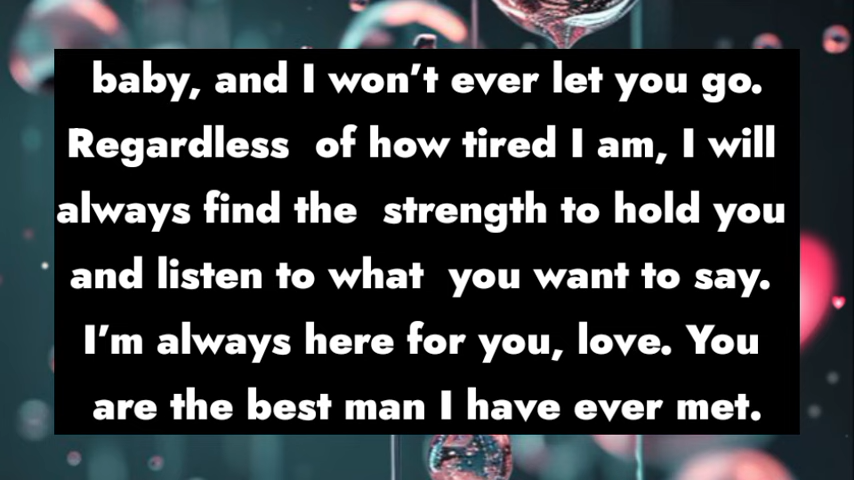 baby, and I won’t ever let you go.
Regardless of how tired I am, I will
always find the strength to hold you
and listen to what you want to say.
I’m always here for you, love. You
are the best man I have ever met.